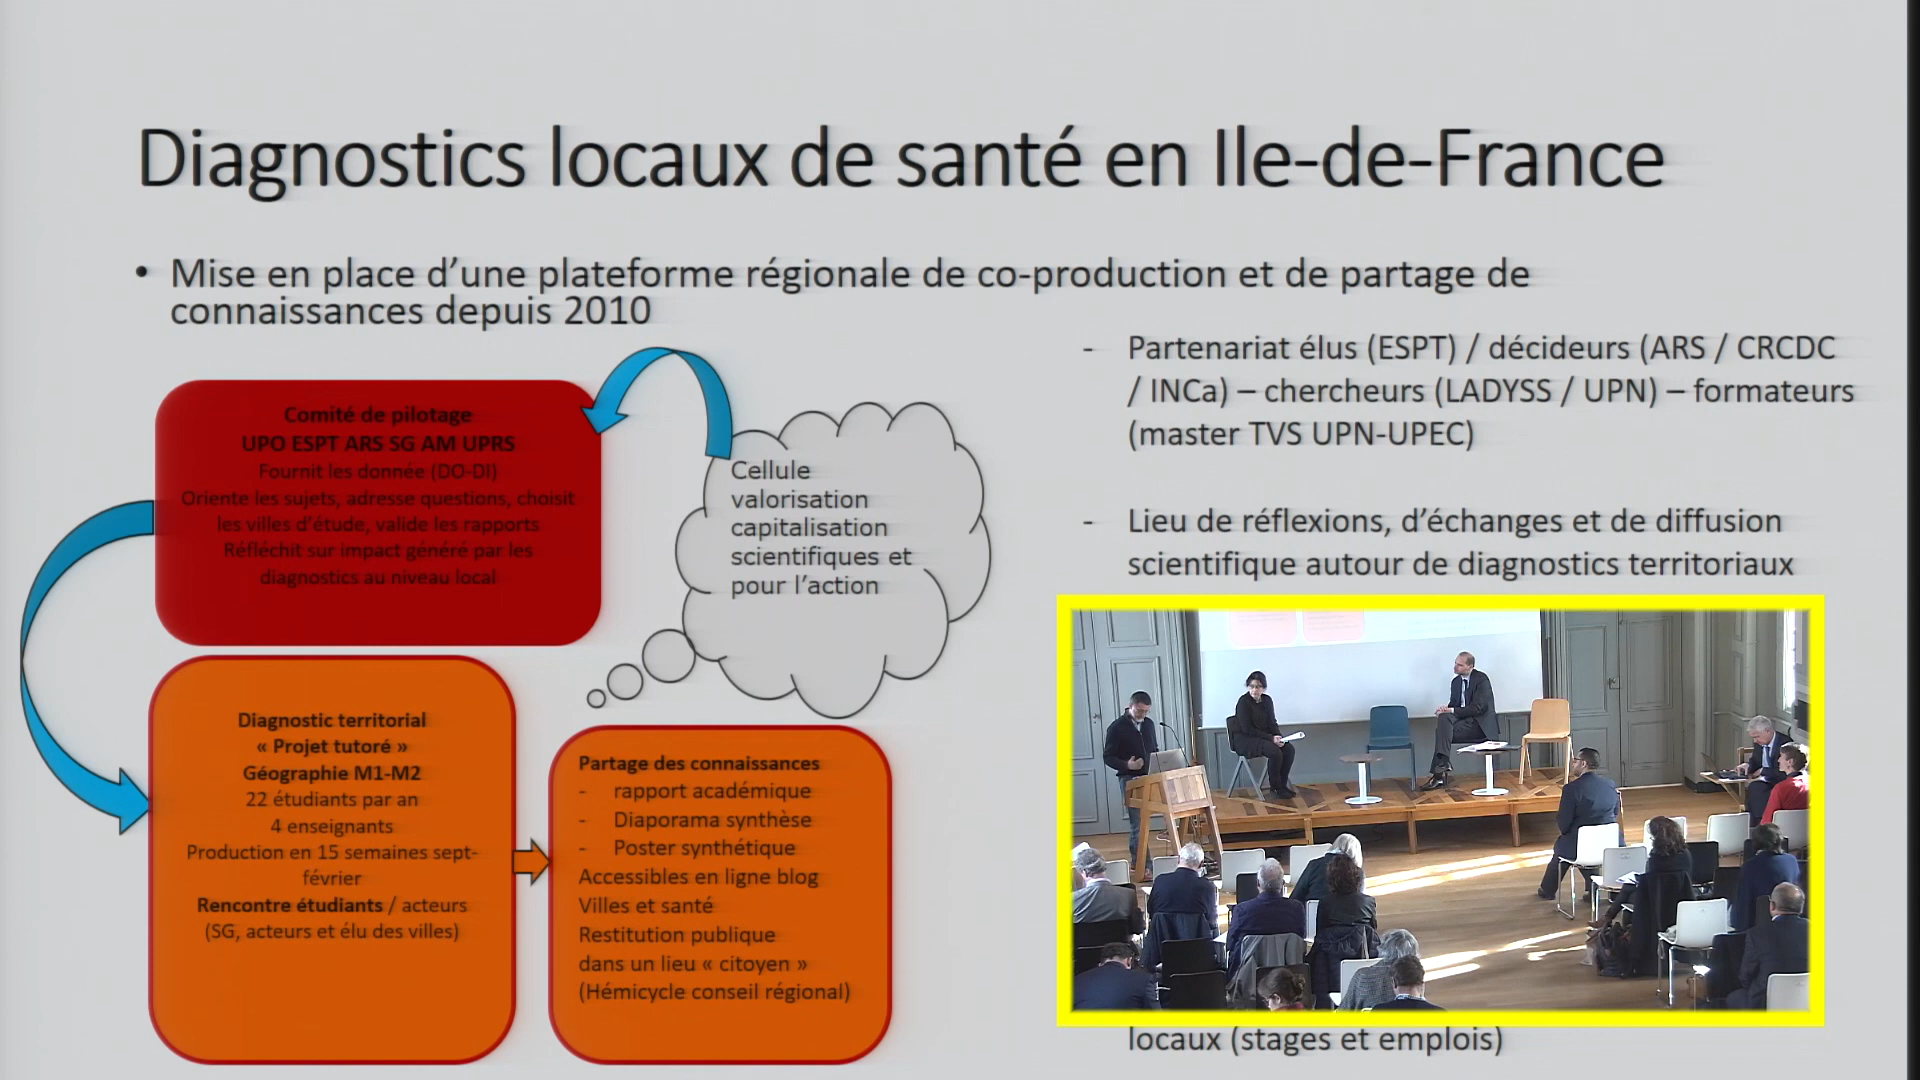 Diagnostics locaux de santé en Ile-de-France
• Mise en place d’une plateforme régionale de co-production et de partage de
connaissances depuis 2010
Comité de pilotage
UPO ESPT ARS SG AM UPRS
Fournit les donnée (DO-DI)
Oriente les sujets, adresse questions, choisit
les villes d’étude, valide les rapports
Réfléchit sur impact généré par les
diagnostics au niveau local
Cellule
valorisation
capitalisation
scientifiques et
pour l’action
Diagnostic territorial
« Projet tutoré »
Géographie M1-M2
22 étudiants par an
4 enseignants
Production en 15 semaines sept-
février
Rencontre étudiants / acteurs
(SG, acteurs et élu des villes)
Partage des connaissances
- rapport académique
- Diaporama synthèse
- Poster synthétique
Accessibles en ligne blog
Villes et santé
Restitution publique
dans un lieu « citoyen »
(Hémicycle conseil régional)
- Partenariat élus (ESPT) / décideurs (ARS / CRCDC
/ INCa) – chercheurs (LADYSS / UPN) – formateurs
(master TVS UPN-UPEC)
- Lieu de réflexions, d’échanges et de diffusion
scientifique autour de diagnostics territoriaux
locaux (stages et emplois)